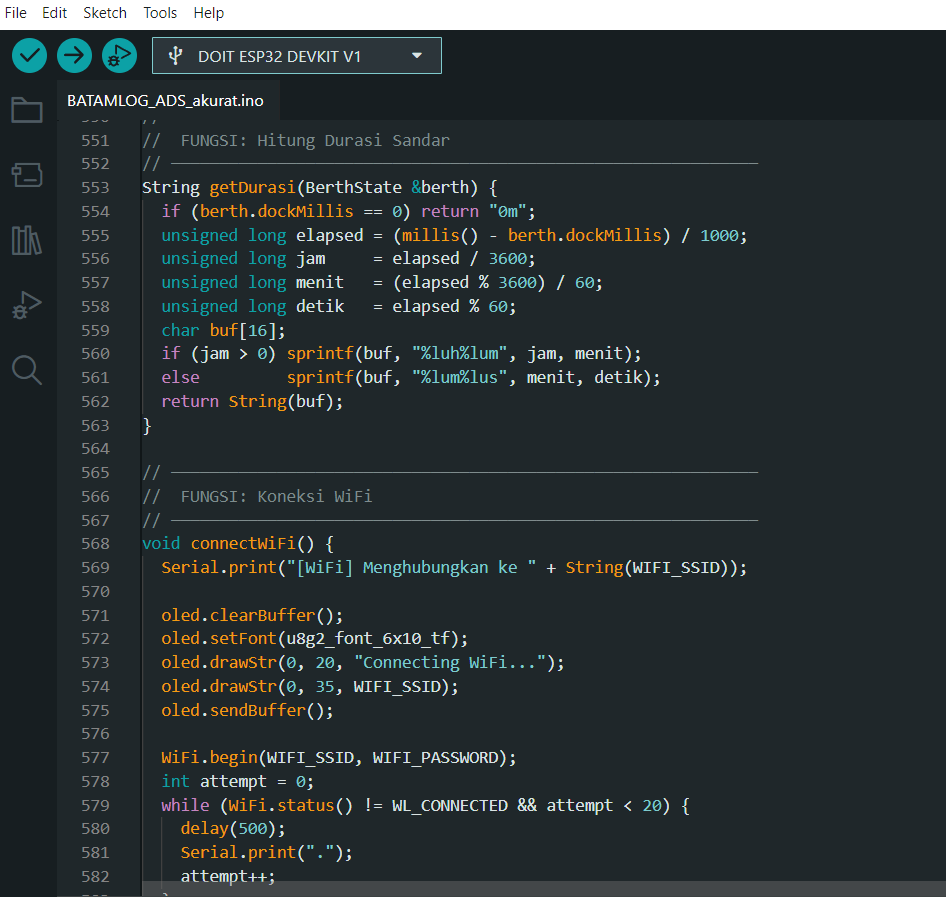 File Edit Sketch Tools Help
DOIT ESP32 DEVKIT V1
BATAMLOG_ADS_akurat.ino
550 //
551 //  FUNGSI: Hitung Durasi Sandar
552 // ─────────────────────────────────────────────
553 String getDurasi(BerthState &berth) {
554   if (berth.dockMillis == 0) return "0m";
555   unsigned long elapsed = (millis() - berth.dockMillis) / 1000;
556   unsigned long jam     = elapsed / 3600;
557   unsigned long menit   = (elapsed % 3600) / 60;
558   unsigned long detik   = elapsed % 60;
559   char buf[16];
560   if (jam > 0) sprintf(buf, "%luh%lum", jam, menit);
561   else         sprintf(buf, "%lum%lus", menit, detik);
562   return String(buf);
563 }
564
565 // ─────────────────────────────────────────────
566 //  FUNGSI: Koneksi WiFi
567 // ─────────────────────────────────────────────
568 void connectWiFi() {
569   Serial.print("[WiFi] Menghubungkan ke " + String(WIFI_SSID));
570
571   oled.clearBuffer();
572   oled.setFont(u8g2_font_6x10_tf);
573   oled.drawStr(0, 20, "Connecting WiFi...");
574   oled.drawStr(0, 35, WIFI_SSID);
575   oled.sendBuffer();
576
577   WiFi.begin(WIFI_SSID, WIFI_PASSWORD);
578   int attempt = 0;
579   while (WiFi.status() != WL_CONNECTED && attempt < 20) {
580     delay(500);
581     Serial.print(".");
582     attempt++;